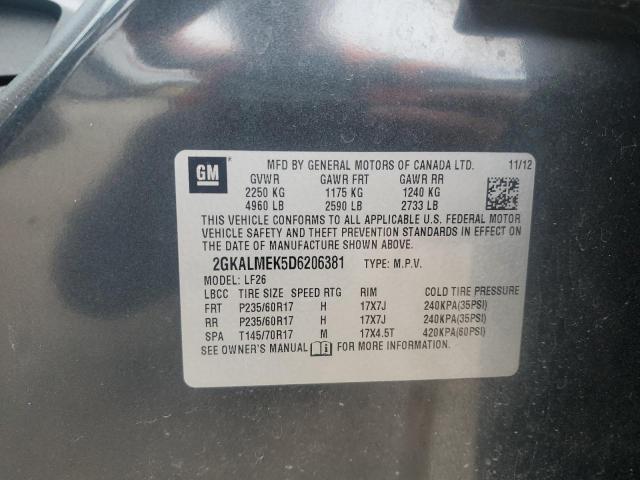 GM
MFD BY GENERAL MOTORS OF CANADA LTD. 11/12
GVWR GAWR FRT GAWR RR
2250 KG 1175 KG 1240 KG
4960 LB 2590 LB 2733 LB
THIS VEHICLE CONFORMS TO ALL APPLICABLE U.S. FEDERAL MOTOR
VEHICLE SAFETY AND THEFT PREVENTION STANDARDS IN EFFECT ON
THE DATE OF MANUFACTURE SHOWN ABOVE.
2GKALMEK5D6206381 TYPE: M.P.V.
MODEL: LF26
LBCC TIRE SIZE SPEED RTG RIM COLD TIRE PRESSURE
FRT P235/60R17 H 17X7J 240KPA(35PSI)
RR P235/60R17 H 17X7J 240KPA(35PSI)
SPA T145/70R17 M 17X4.5T 420KPA(60PSI)
SEE OWNER'S MANUAL FOR MORE INFORMATION.